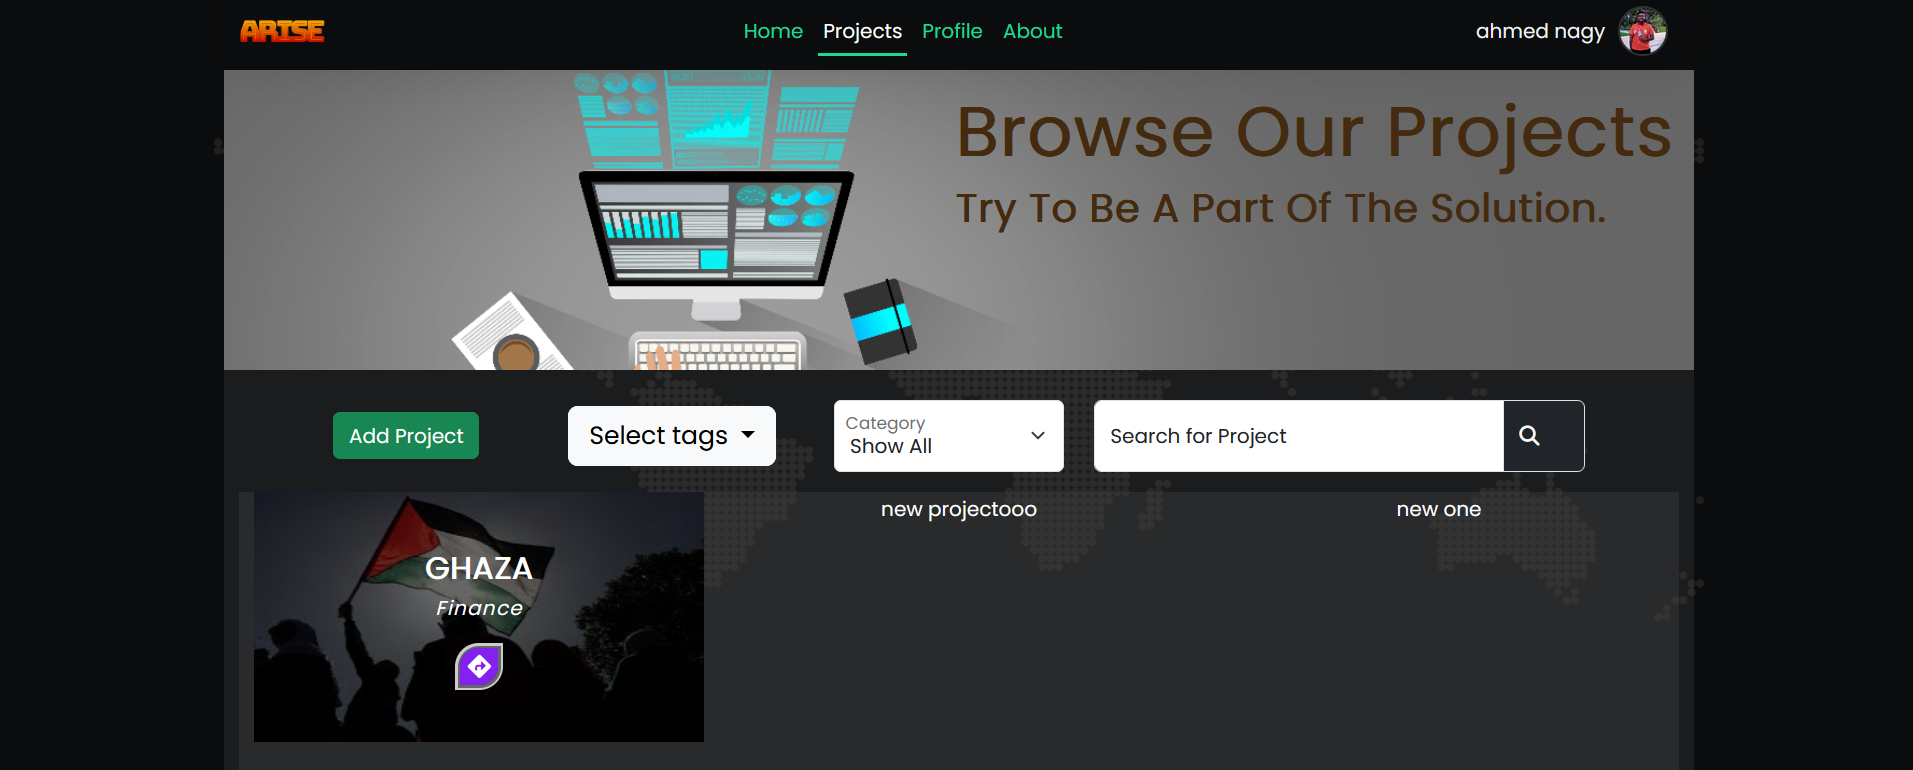 ARISE
Home Projects Profile About
ahmed nagy
Browse Our Projects
Try To Be A Part Of The Solution.
Add Project
Select tags
Category
Show All
Search for Project
GHAZA
Finance
new projectooo
new one